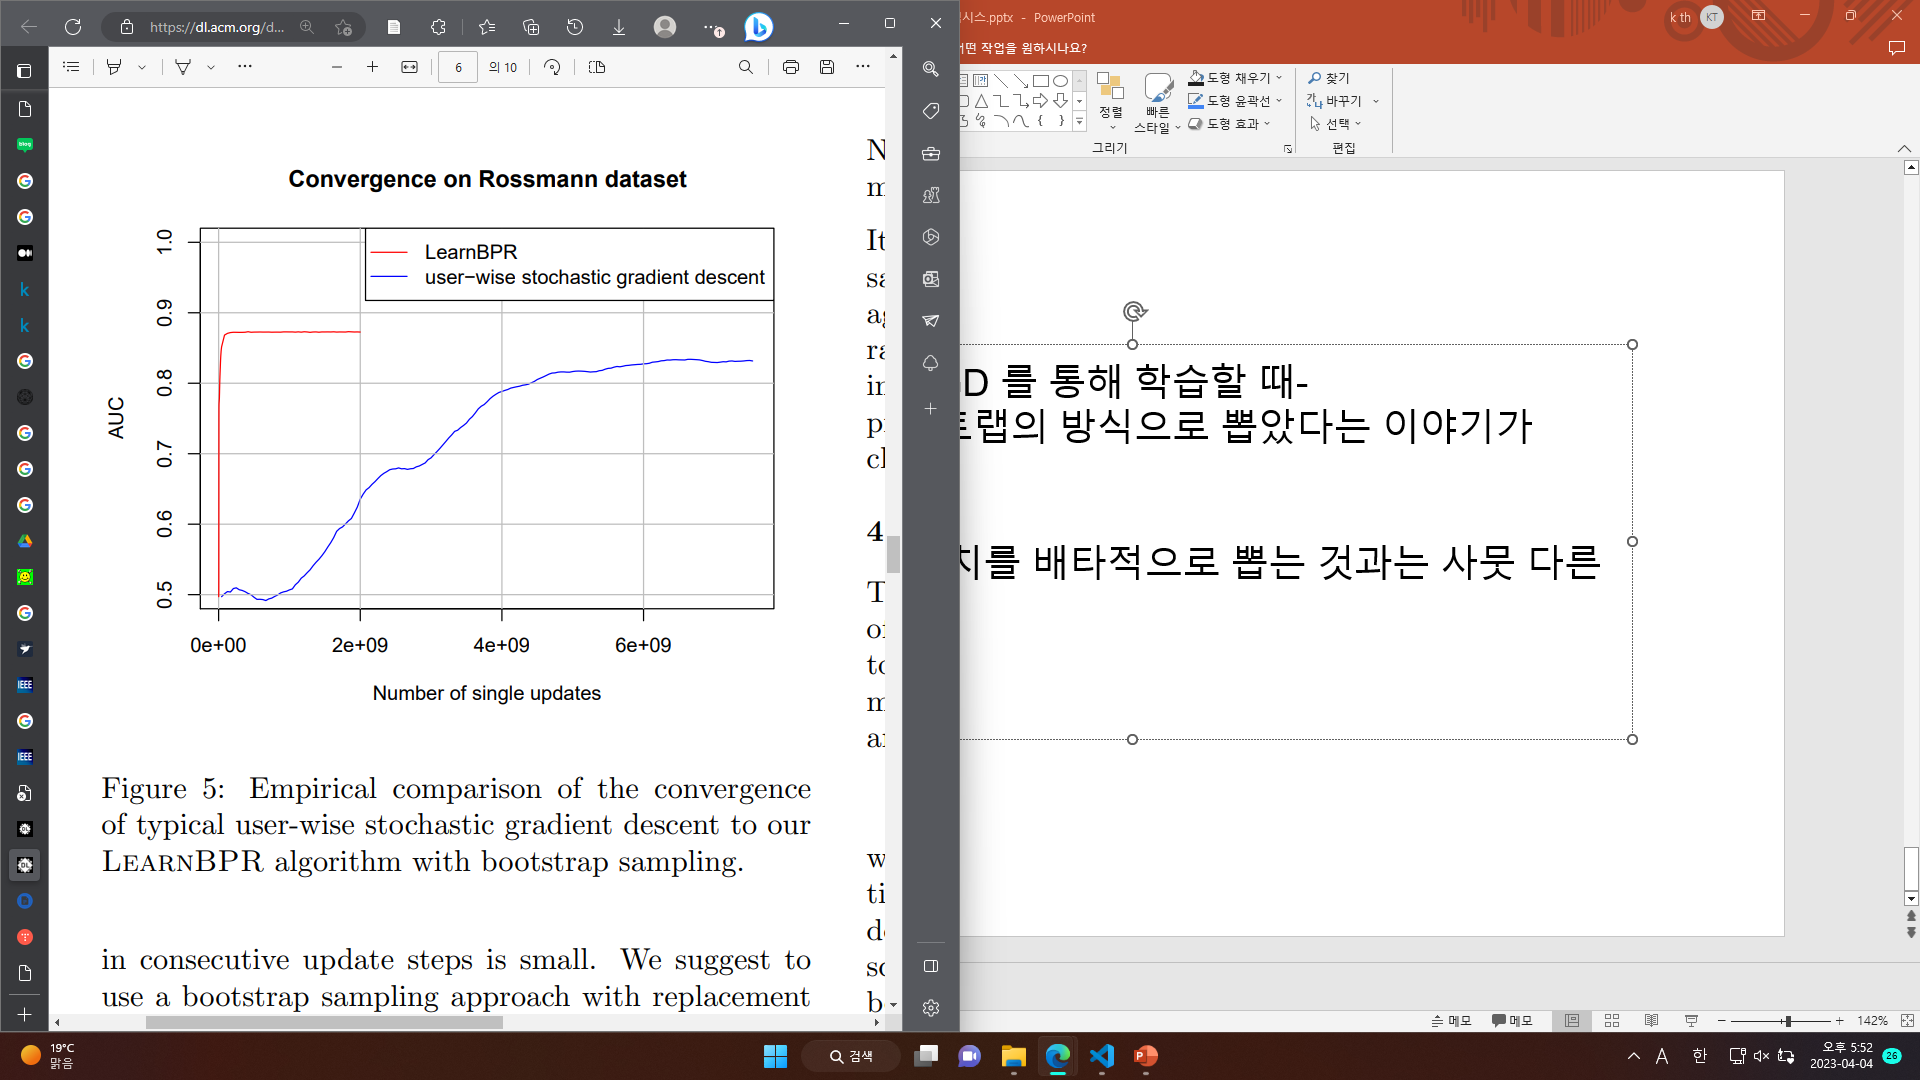 https://dl.acm.org/d...
6
의 10
Convergence on Rossmann dataset
LearnBPR
user−wise stochastic gradient descent
1.0
0.9
0.8
0.7
0.6
0.5
AUC
0e+00
2e+09
4e+09
6e+09
Number of single updates
Figure 5: Empirical comparison of the convergence
of typical user-wise stochastic gradient descent to our
LEARNBPR algorithm with bootstrap sampling.
in consecutive update steps is small. We suggest to
use a bootstrap sampling approach with replacement
4
시스.pptx - PowerPoint
k th
KT
작업을 원하시나요?
정렬
빠른
스타일
도형 채우기
도형 윤곽선
도형 효과
그리기
찾기
바꾸기
선택
편집
D 를 통해 학습할 때-
트랩의 방식으로 뽑았다는 이야기가
치를 배타적으로 뽑는 것과는 사뭇 다른
메모
메모
142%
19°C
맑음
검색
A
한
오후 5:52
2023-04-04
26